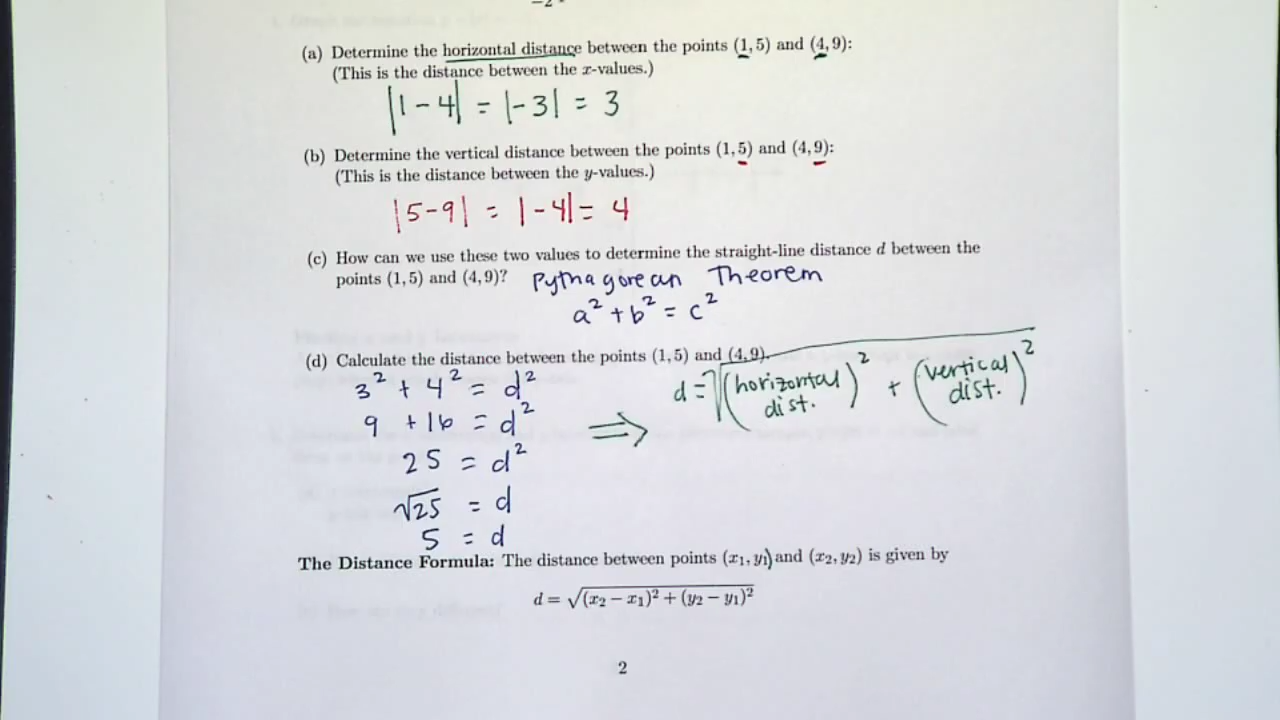 −2
(a) Determine the horizontal distance between the points (1, 5) and (4, 9):
(This is the distance between the x-values.)
|1 − 4| = |−3| = 3
(b) Determine the vertical distance between the points (1, 5) and (4, 9):
(This is the distance between the y-values.)
|5 − 9| = |−4| = 4
(c) How can we use these two values to determine the straight-line distance d between the
points (1, 5) and (4, 9)? Pythagorean Theorem
a² + b² = c²
(d) Calculate the distance between the points (1, 5) and (4, 9).
3² + 4² = d²
9 + 16 = d²
25 = d²
√25 = d
5 = d
⇒ d = √((horizontal dist.)² + (vertical dist.)²)
The Distance Formula: The distance between points (x₁, y₁) and (x₂, y₂) is given by
d = √((x₂ − x₁)² + (y₂ − y₁)²)
2